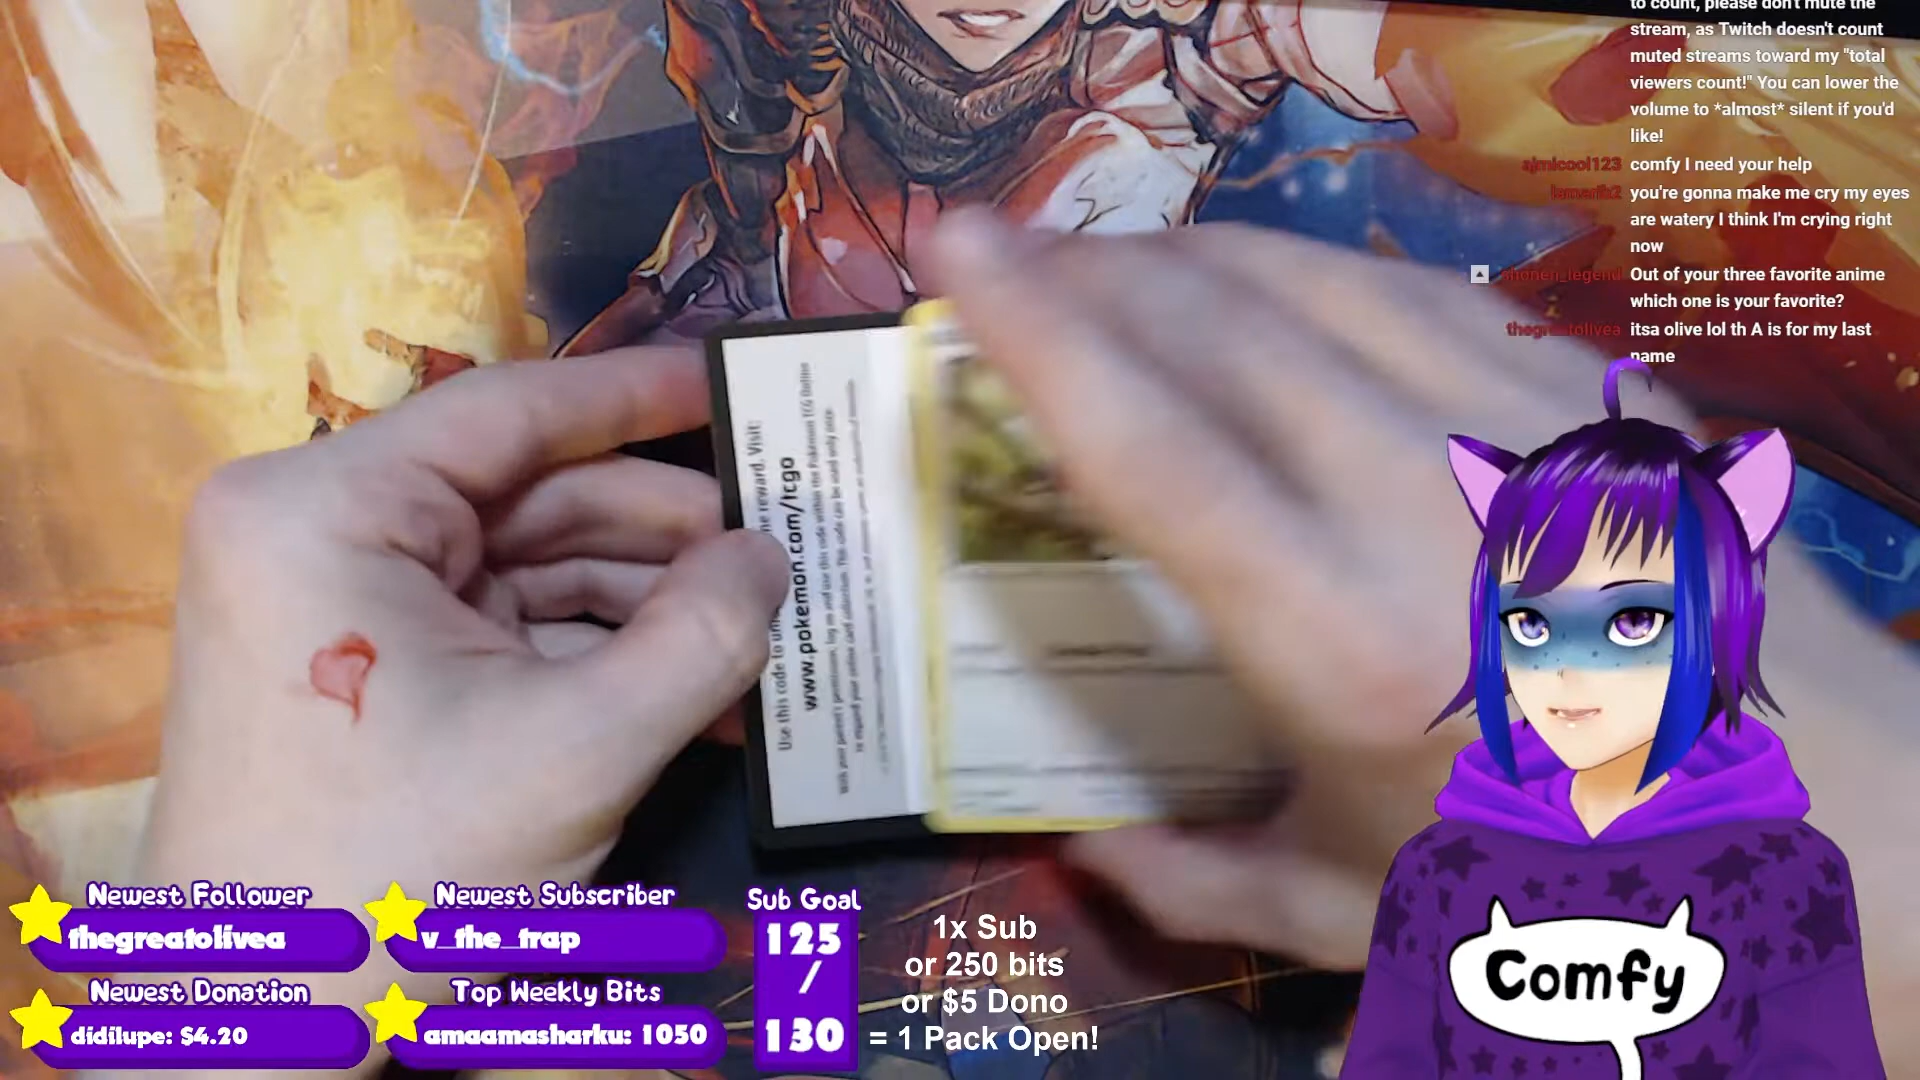 to count, please don't mute the
stream, as Twitch doesn't count
muted streams toward my "total
viewers count!" You can lower the
volume to *almost* silent if you'd
like!
ajmicool123 comfy I need your help
you're gonna make me cry my eyes
are watery I think I'm crying right
now
shonen_legend Out of your three favorite anime
which one is your favorite?
thegreatolivea itsa olive lol th A is for my last
name
Use this code to
reward. Visit:
www.pokemon.com/tcgo
Newest Follower
thegreatolivea
Newest Subscriber
v_the_trap
Newest Donation
didilupe: $4.20
Top Weekly Bits
amaamasharku: 1050
Sub Goal
125
/
130
1x Sub
or 250 bits
or $5 Dono
= 1 Pack Open!
Comfy